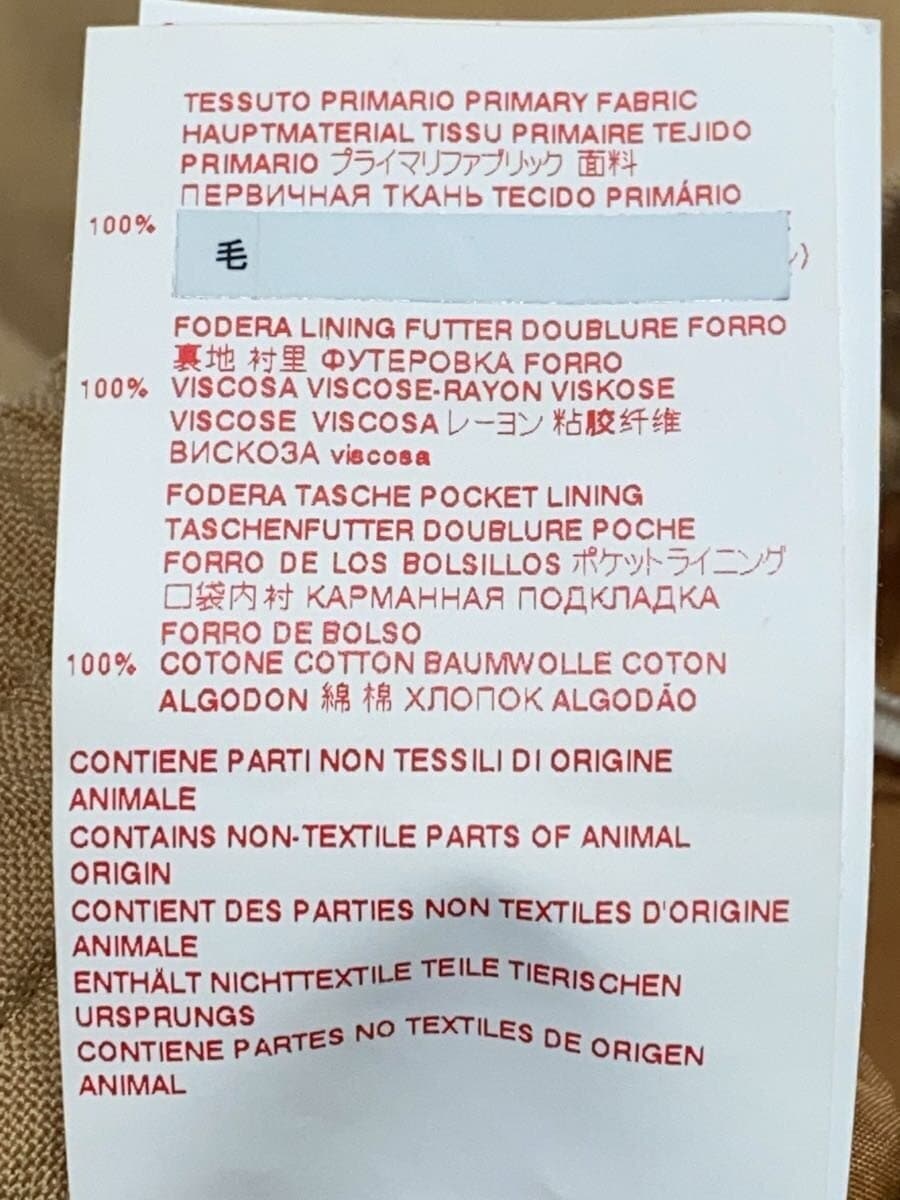 TESSUTO PRIMARIO PRIMARY FABRIC
HAUPTMATERIAL TISSU PRIMAIRE TEJIDO
PRIMARIO プライマリファブリック 面料
ПЕРВИЧНАЯ ТКАНЬ TECIDO PRIMÁRIO
100%
毛
FODERA LINING FUTTER DOUBLURE FORRO
裏地 衬里 ФУТЕРОВКА FORRO
100% VISCOSA VISCOSE-RAYON VISKOSE
VISCOSE VISCOSA レーヨン 粘胶纤维
ВИСКОЗА viscosa
FODERA TASCHE POCKET LINING
TASCHENFUTTER DOUBLURE POCHE
FORRO DE LOS BOLSILLOS ポケットライニング
口袋内衬 КАРМАННАЯ ПОДКЛАДКА
FORRO DE BOLSO
100% COTONE COTTON BAUMWOLLE COTON
ALGODON 綿 棉 ХЛОПОК ALGODÃO
CONTIENE PARTI NON TESSILI DI ORIGINE
ANIMALE
CONTAINS NON-TEXTILE PARTS OF ANIMAL
ORIGIN
CONTIENT DES PARTIES NON TEXTILES D'ORIGINE
ANIMALE
ENTHÄLT NICHTTEXTILE TEILE TIERISCHEN
URSPRUNGS
CONTIENE PARTES NO TEXTILES DE ORIGEN
ANIMAL